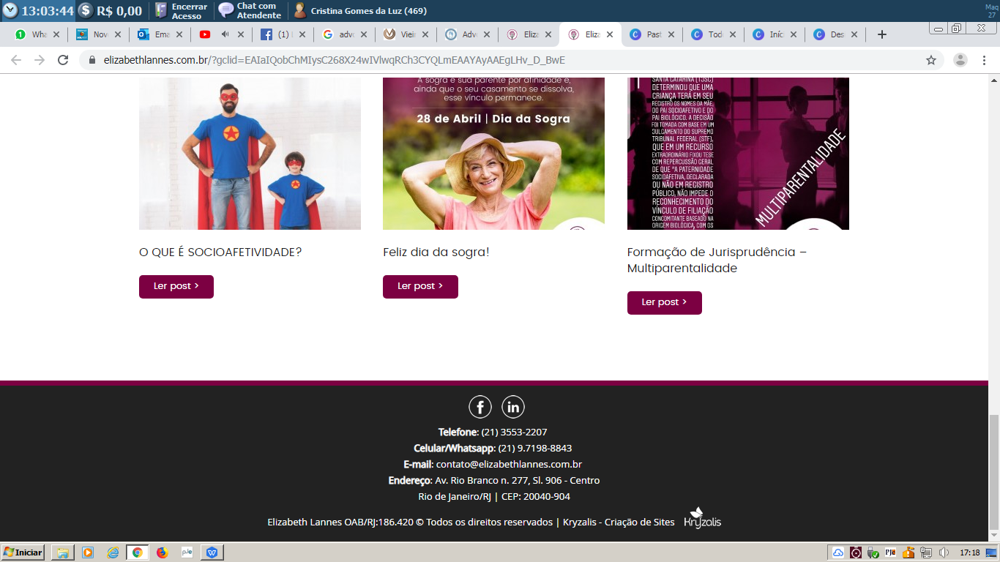 13:03:44
R$ 0,00
Encerrar
Acesso
Chat com
Atendente
Cristina Gomes da Luz (469)
Maq
27
Wha
Nov
Ema
(1)
advo
Vieir
Advo
Eliza
Eliza
Past
Tod
Iníc
Des
elizabethlannes.com.br/?gclid=EAIaIQobChMIysC268X24wIVlwqRCh3CYQLmEAAYAyAAEgLHv_D_BwE
A sogra é sua parente por afinidade e,
ainda que o seu casamento se dissolva,
esse vínculo permanece.
28 de Abril | Dia da Sogra
SANTA CATARINA (TJSC)
DETERMINOU QUE UMA
CRIANÇA TERÁ EM SEU
REGISTRO OS NOMES DA MÃE,
DO PAI SOCIOAFETIVO E DO
PAI BIOLÓGICO. A DECISÃO
FOI TOMADA COM BASE EM UM
JULGAMENTO DO SUPREMO
TRIBUNAL FEDERAL (STF),
QUE EM UM RECURSO
EXTRAORDINÁRIO FIXOU TESE
COM REPERCUSSÃO GERAL
DE QUE "A PATERNIDADE
SOCIOAFETIVA, DECLARADA
OU NÃO EM REGISTRO
PÚBLICO, NÃO IMPEDE O
RECONHECIMENTO DO
VÍNCULO DE FILIAÇÃO
CONCOMITANTE BASEADO NA
ORIGEM BIOLÓGICA, COM OS
MULTIPARENTALIDADE
O QUE É SOCIOAFETIVIDADE?
Ler post >
Feliz dia da sogra!
Ler post >
Formação de Jurisprudência –
Multiparentalidade
Ler post >
Telefone: (21) 3553-2207
Celular/Whatsapp: (21) 9.7198-8843
E-mail: contato@elizabethlannes.com.br
Endereço: Av. Rio Branco n. 277, Sl. 906 - Centro
Rio de Janeiro/RJ | CEP: 20040-904
Elizabeth Lannes OAB/RJ:186.420 © Todos os direitos reservados | Kryzalis - Criação de Sites
Kryzalis
Iniciar
PJe
17:18